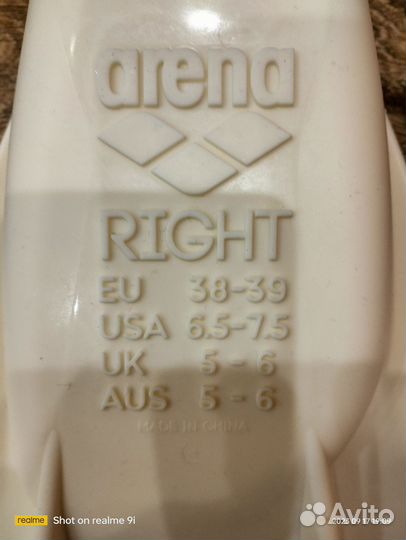 arena
RIGHT
EU 38-39
USA 6.5-7.5
UK 5 - 6
AUS 5 - 6
MADE IN CHINA
realme Shot on realme 9i
Avito